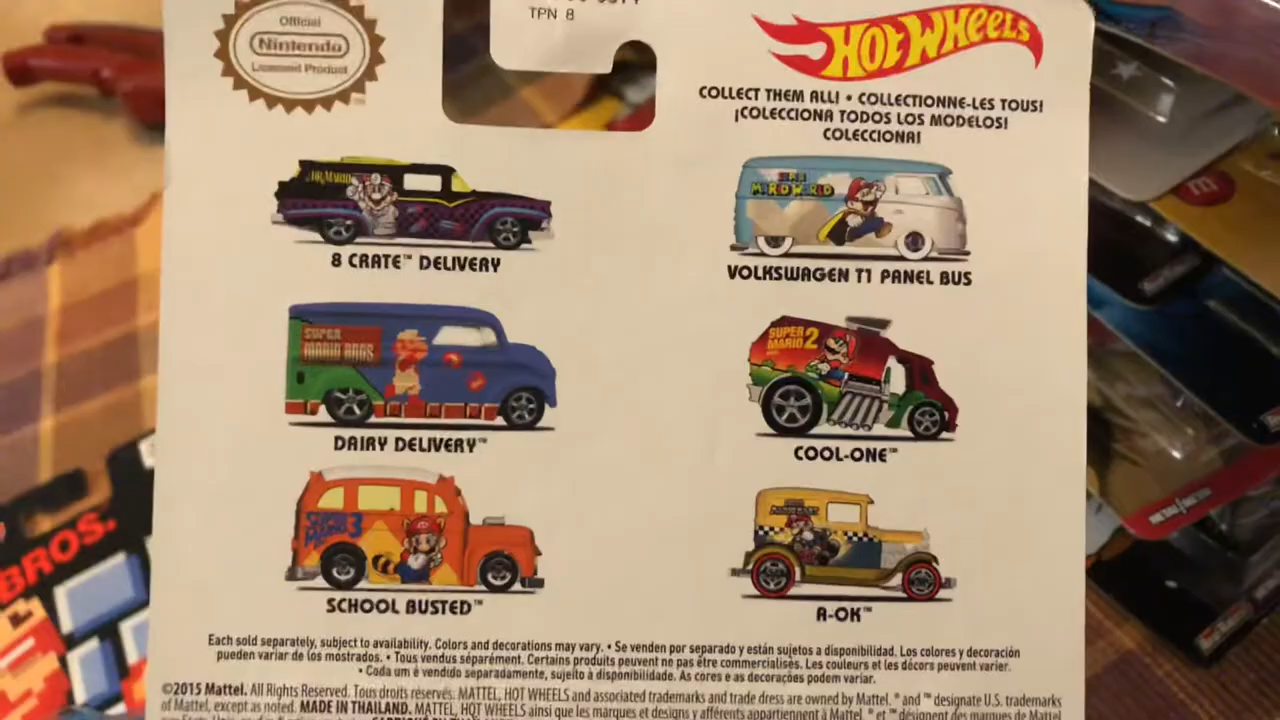 Official
Nintendo
Licensed Product
TPN 8
HOT WHEELS
COLLECT THEM ALL! • COLLECTIONNE-LES TOUS!
¡COLECCIONA TODOS LOS MODELOS!
COLECCIONA!
DR. MARIO
8 CRATE™ DELIVERY
SUPER
MARIO WORLD
VOLKSWAGEN T1 PANEL BUS
SUPER
MARIO BROS
DAIRY DELIVERY™
SUPER
MARIO 2
COOL-ONE™
SUPER
MARIO 3
SCHOOL BUSTED™
A-OK™
BROS.
m
Each sold separately, subject to availability. Colors and decorations may vary. • Se venden por separado y están sujetos a disponibilidad. Los colores y decoración
pueden variar de los mostrados. • Tous vendus séparément. Certains produits peuvent ne pas être commercialisés. Les couleurs et les décors peuvent varier.
• Cada um é vendido separadamente, sujeito à disponibilidade. As cores e as decorações podem variar.
©2015 Mattel. All Rights Reserved. Tous droits réservés. MATTEL, HOT WHEELS and associated trademarks and trade dress are owned by Mattel. ® and ™ designate U.S. trademarks
of Mattel, except as noted. MADE IN THAILAND. MATTEL, HOT WHEELS ainsi que les marques et designs y afférents appartiennent à Mattel. ® et ™ désignent des marques de Mattel